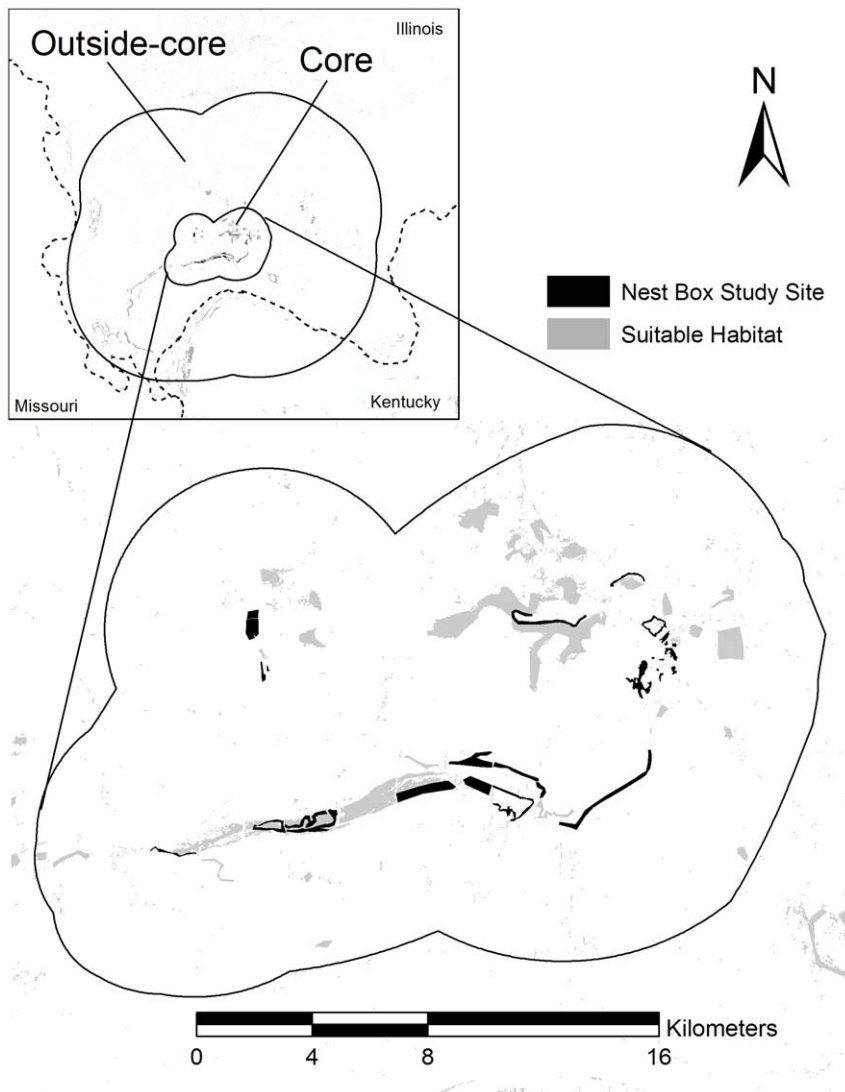 Illinois
Outside-core
Core
Missouri
Kentucky
N
Nest Box Study Site
Suitable Habitat
Kilometers
0 4 8 16